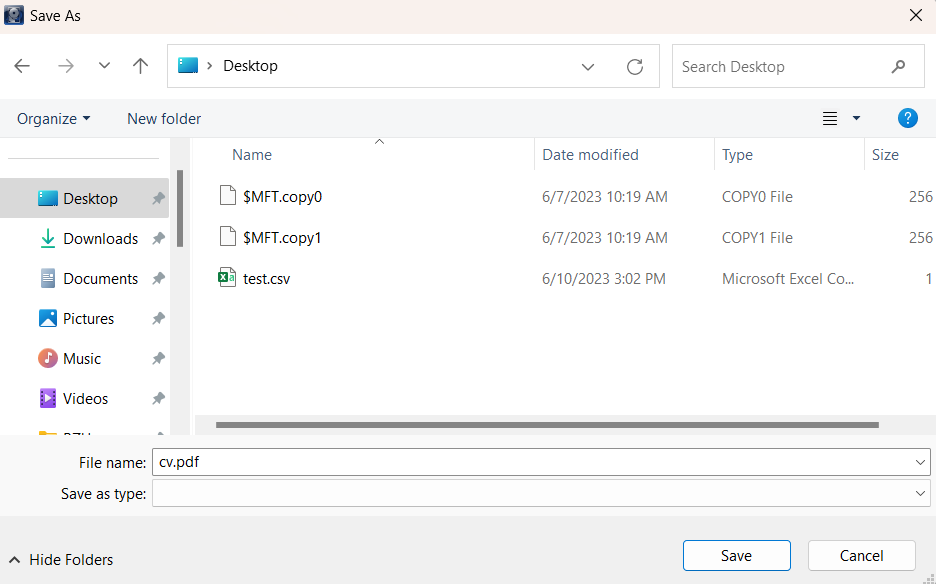 Save As
Desktop
Search Desktop
Organize New folder
Name Date modified Type Size
Desktop
Downloads
Documents
Pictures
Music
Videos
$MFT.copy0 6/7/2023 10:19 AM COPY0 File 256
$MFT.copy1 6/7/2023 10:19 AM COPY1 File 256
test.csv 6/10/2023 3:02 PM Microsoft Excel Co... 1
File name: cv.pdf
Save as type:
Hide Folders Save Cancel